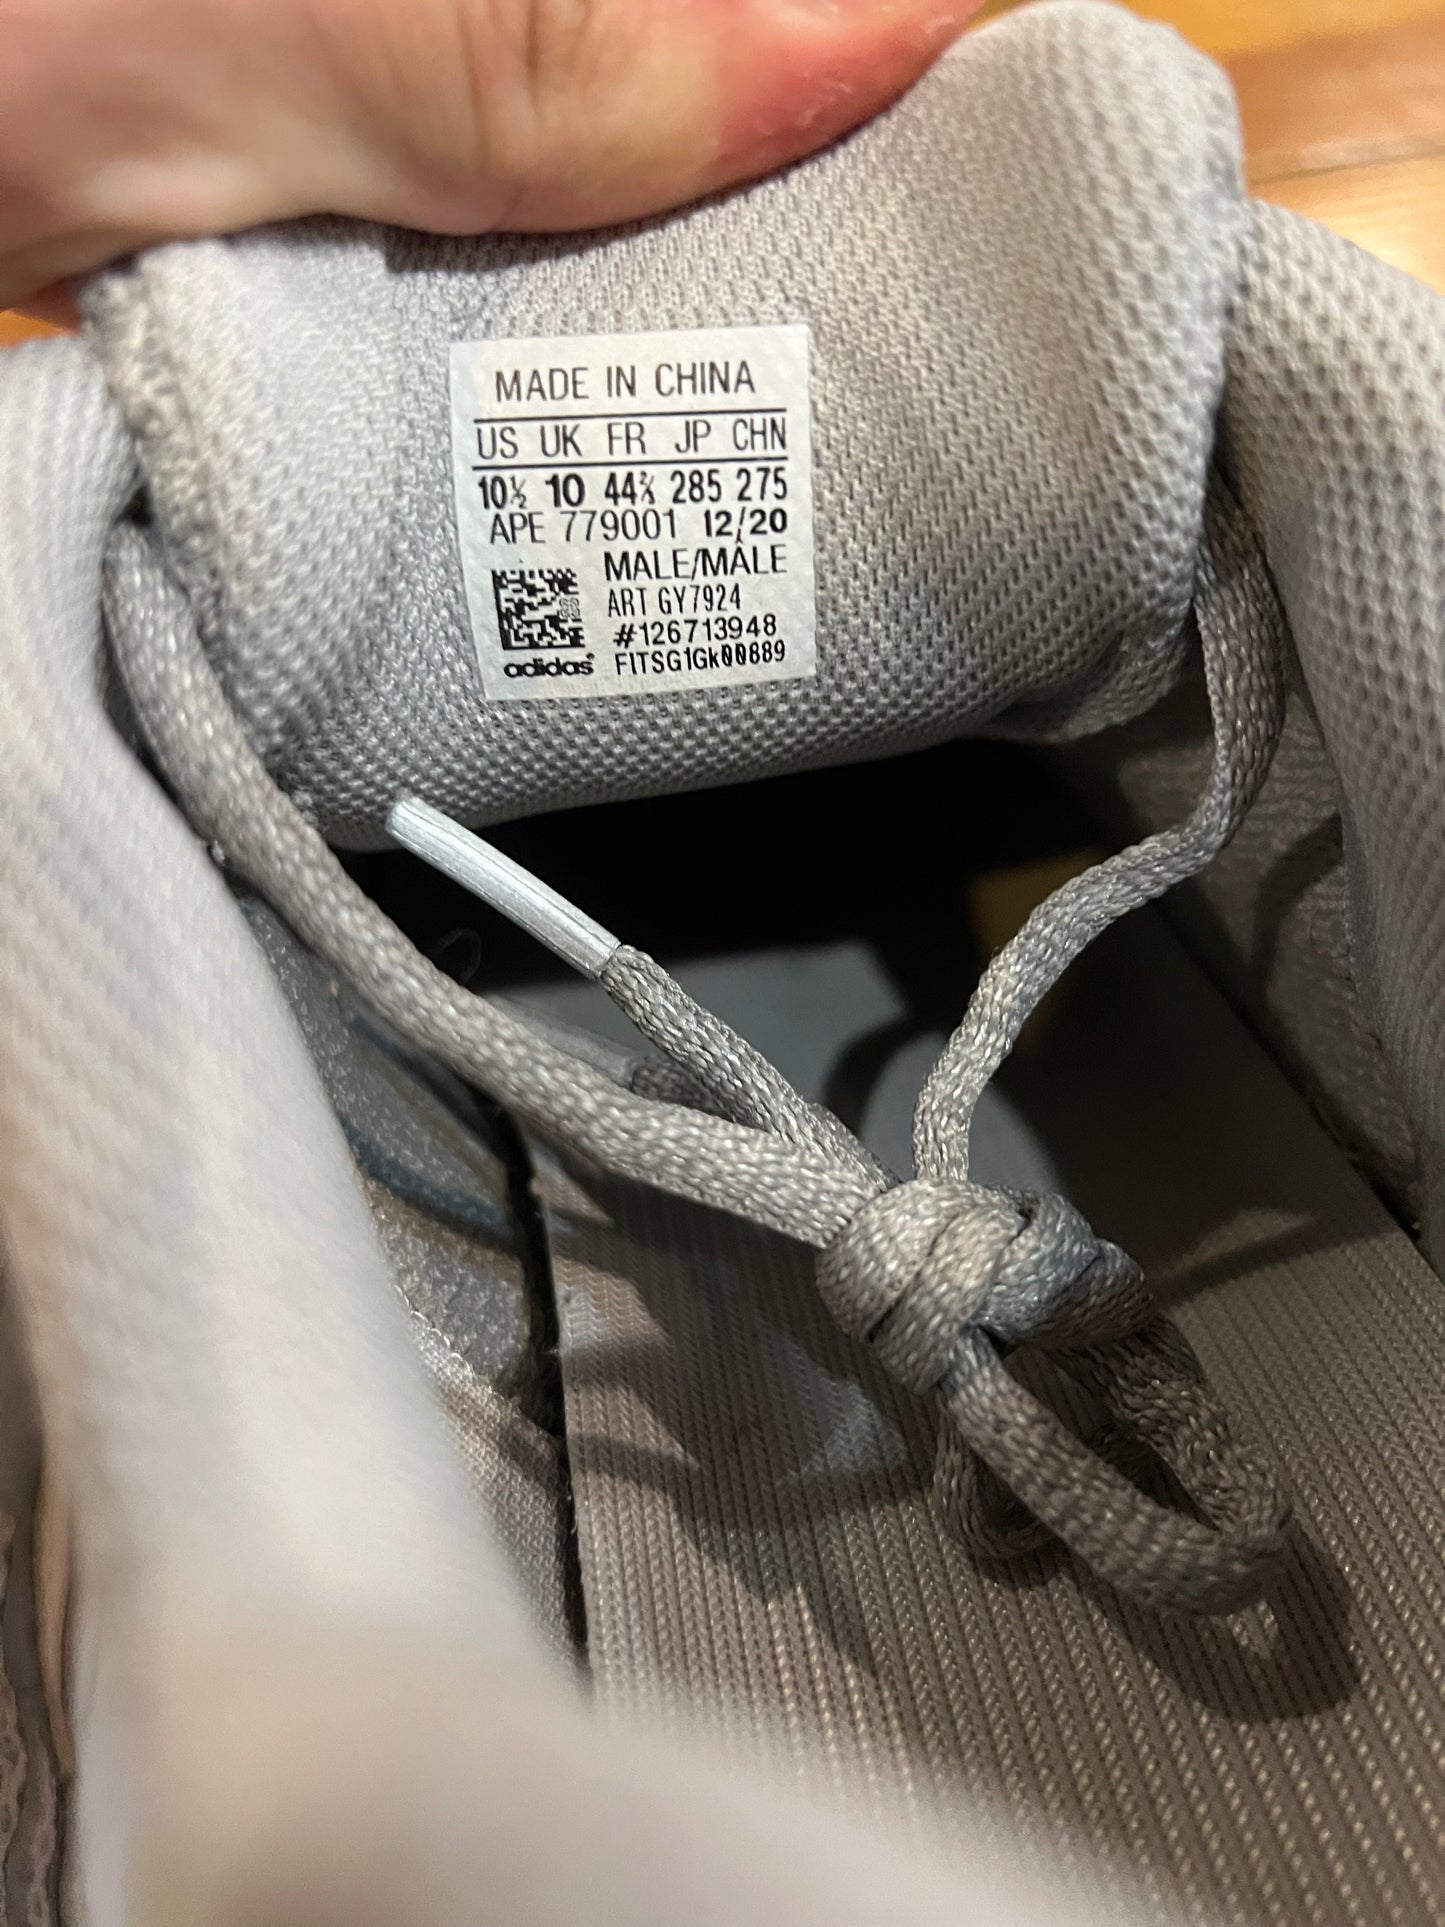 MADE IN CHINA
US UK FR JP CHN
10½ 10 44⅔ 285 275
APE 779001 12/20
MALE/MÂLE
ART GY7924
#126713948
adidas® FITSG1Gk00889